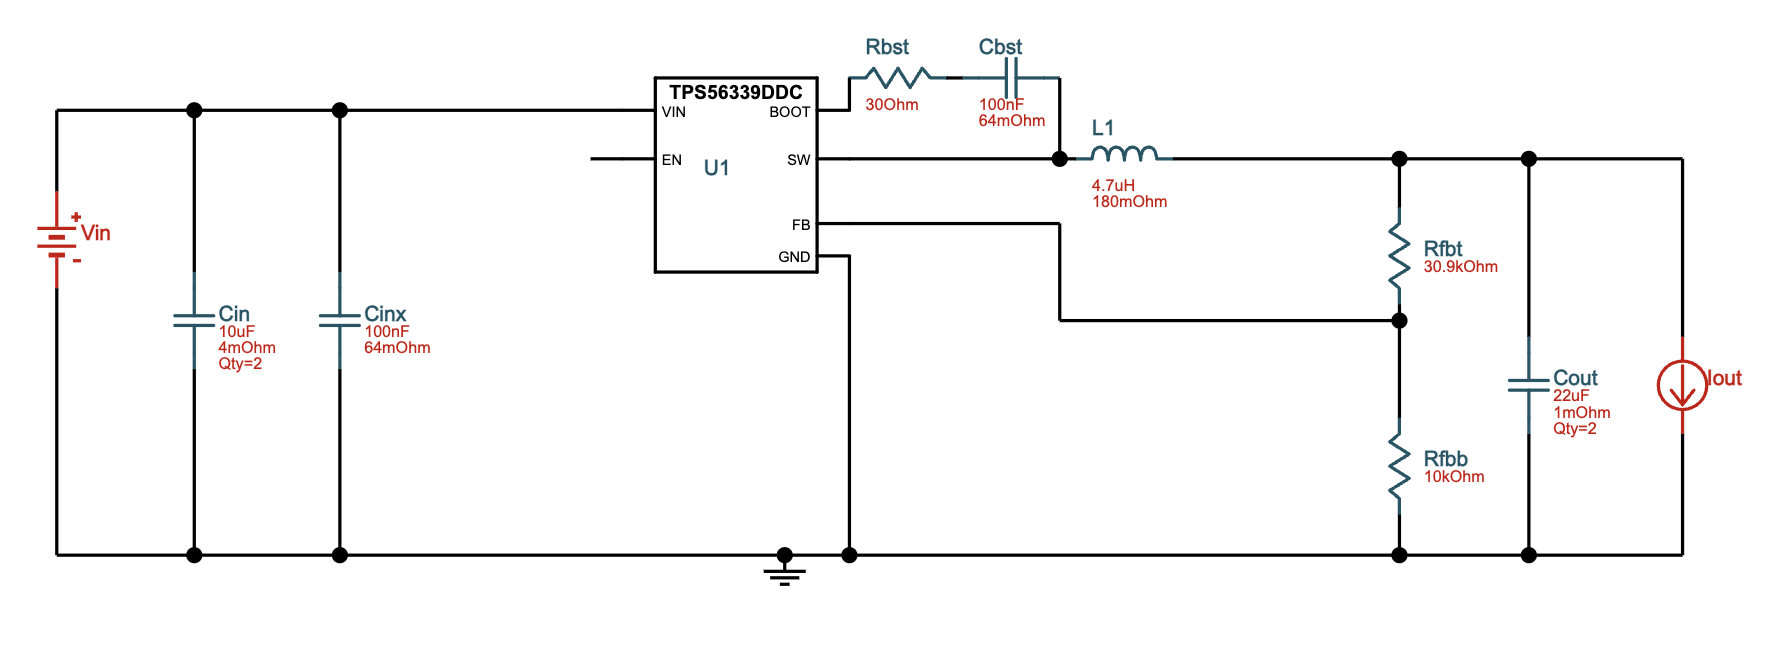 Rbst
30Ohm
Cbst
100nF
64mOhm
TPS56339DDC
VIN
BOOT
EN
U1
SW
FB
GND
L1
4.7uH
180mOhm
+
Vin
-
Cin
10uF
4mOhm
Qty=2
Cinx
100nF
64mOhm
Rfbt
30.9kOhm
Rfbb
10kOhm
Cout
22uF
1mOhm
Qty=2
Iout